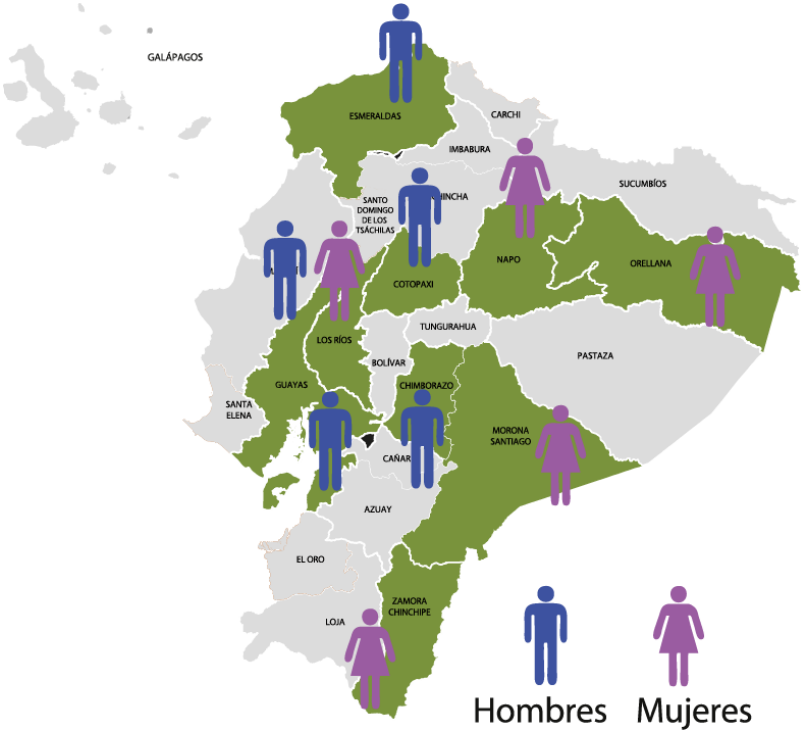 GALÁPAGOS
ESMERALDAS
CARCHI
IMBABURA
SUCUMBÍOS
SANTO
DOMINGO
DE LOS
TSÁCHILAS
NAPO
ORELLANA
COTOPAXI
TUNGURAHUA
LOS RÍOS
BOLÍVAR
PASTAZA
GUAYAS
CHIMBORAZO
SANTA
ELENA
MORONA
SANTIAGO
CAÑAR
AZUAY
EL ORO
ZAMORA
CHINCHIPE
LOJA
Hombres
Mujeres